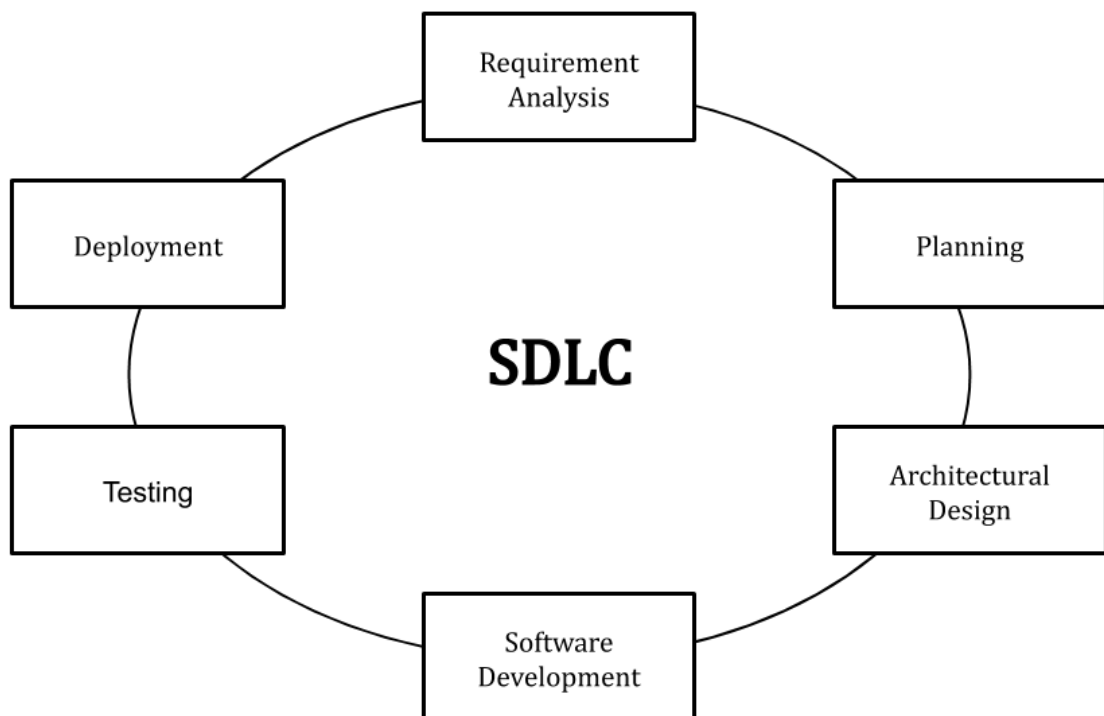 Requirement
Analysis
Deployment
Planning
SDLC
Testing
Architectural
Design
Software
Development